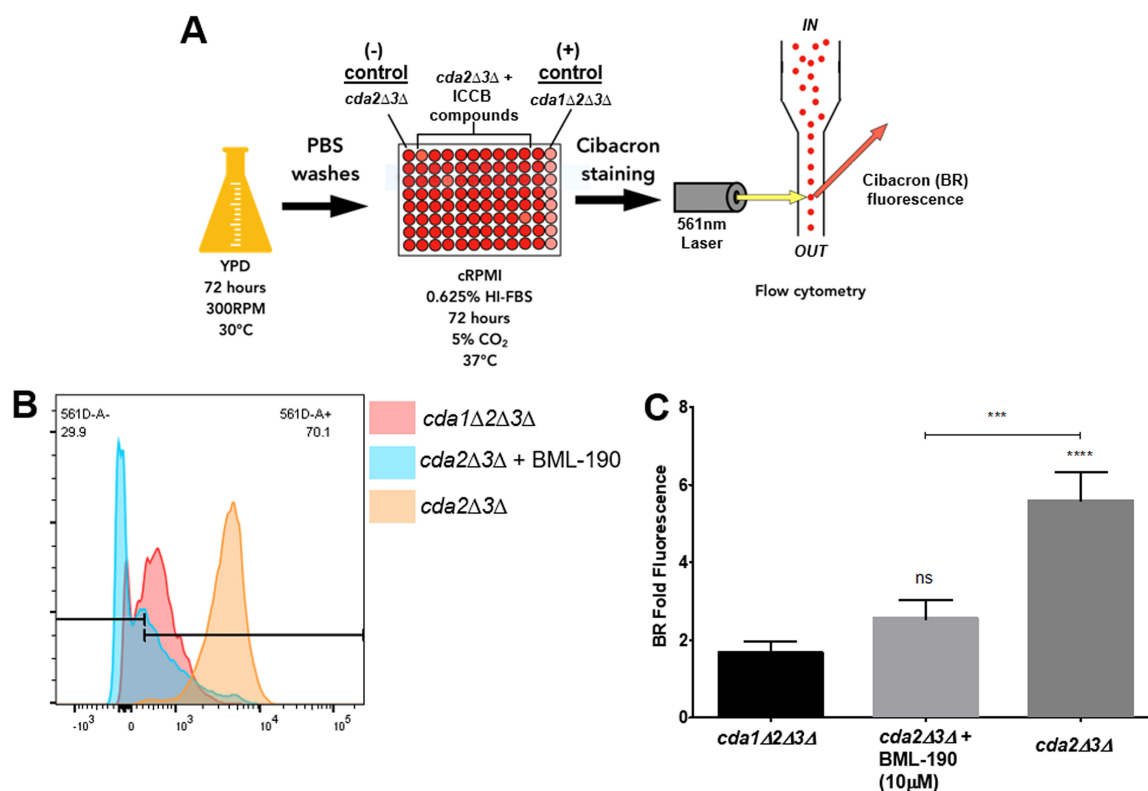 A
(-)
control
cda2Δ3Δ
cda2Δ3Δ +
ICCB
compounds
(+)
control
cda1Δ2Δ3Δ
IN
PBS
washes
Cibacron
staining
561nm
Laser
Cibacron (BR)
fluorescence
OUT
YPD
72 hours
300RPM
30°C
cRPMI
0.625% HI-FBS
72 hours
5% CO₂
37°C
Flow cytometry
B
561D-A-
29.9
561D-A+
70.1
cda1Δ2Δ3Δ
cda2Δ3Δ + BML-190
cda2Δ3Δ
-10³ 0 10³ 10⁴ 10⁵
C
BR Fold Fluorescence
8
6
4
2
0
***
****
ns
cda1Δ2Δ3Δ
cda2Δ3Δ +
BML-190
(10μM)
cda2Δ3Δ